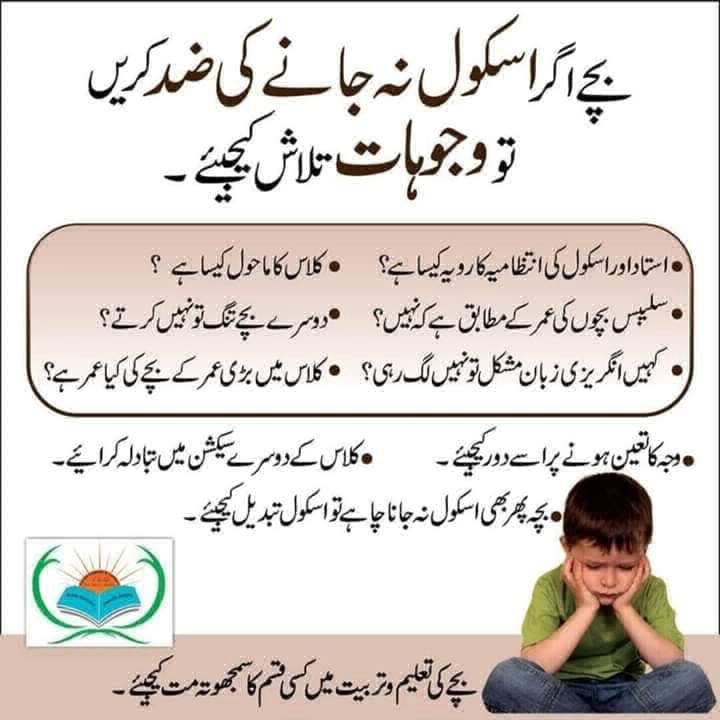 بچے اگر اسکول نہ جانے کی ضد کریں
تو وجوہات تلاش کیجیئے ۔
• استاد اور اسکول کی انتظامیہ کا رویہ کیسا ہے؟
• کلاس کا ماحول کیسا ہے ؟
• سلیبس بچوں کی عمر کے مطابق ہے کہ نہیں؟
• دوسرے بچے تنگ تو نہیں کرتے؟
• کہیں انگریزی زبان مشکل تو نہیں لگ رہی؟
• کلاس میں بڑی عمر کے بچے کی کیا عمر ہے؟
• وجہ کا تعین ہونے پر اسے دور کیجیئے ۔
• کلاس کے دوسرے سیکشن میں تبادلہ کرائیے۔
• بچہ پھر بھی اسکول نہ جانا چاہے تو اسکول تبدیل کیجیئے ۔
بچے کی تعلیم و تربیت میں کسی قسم کا سمجھوتہ مت کیجیئے ۔